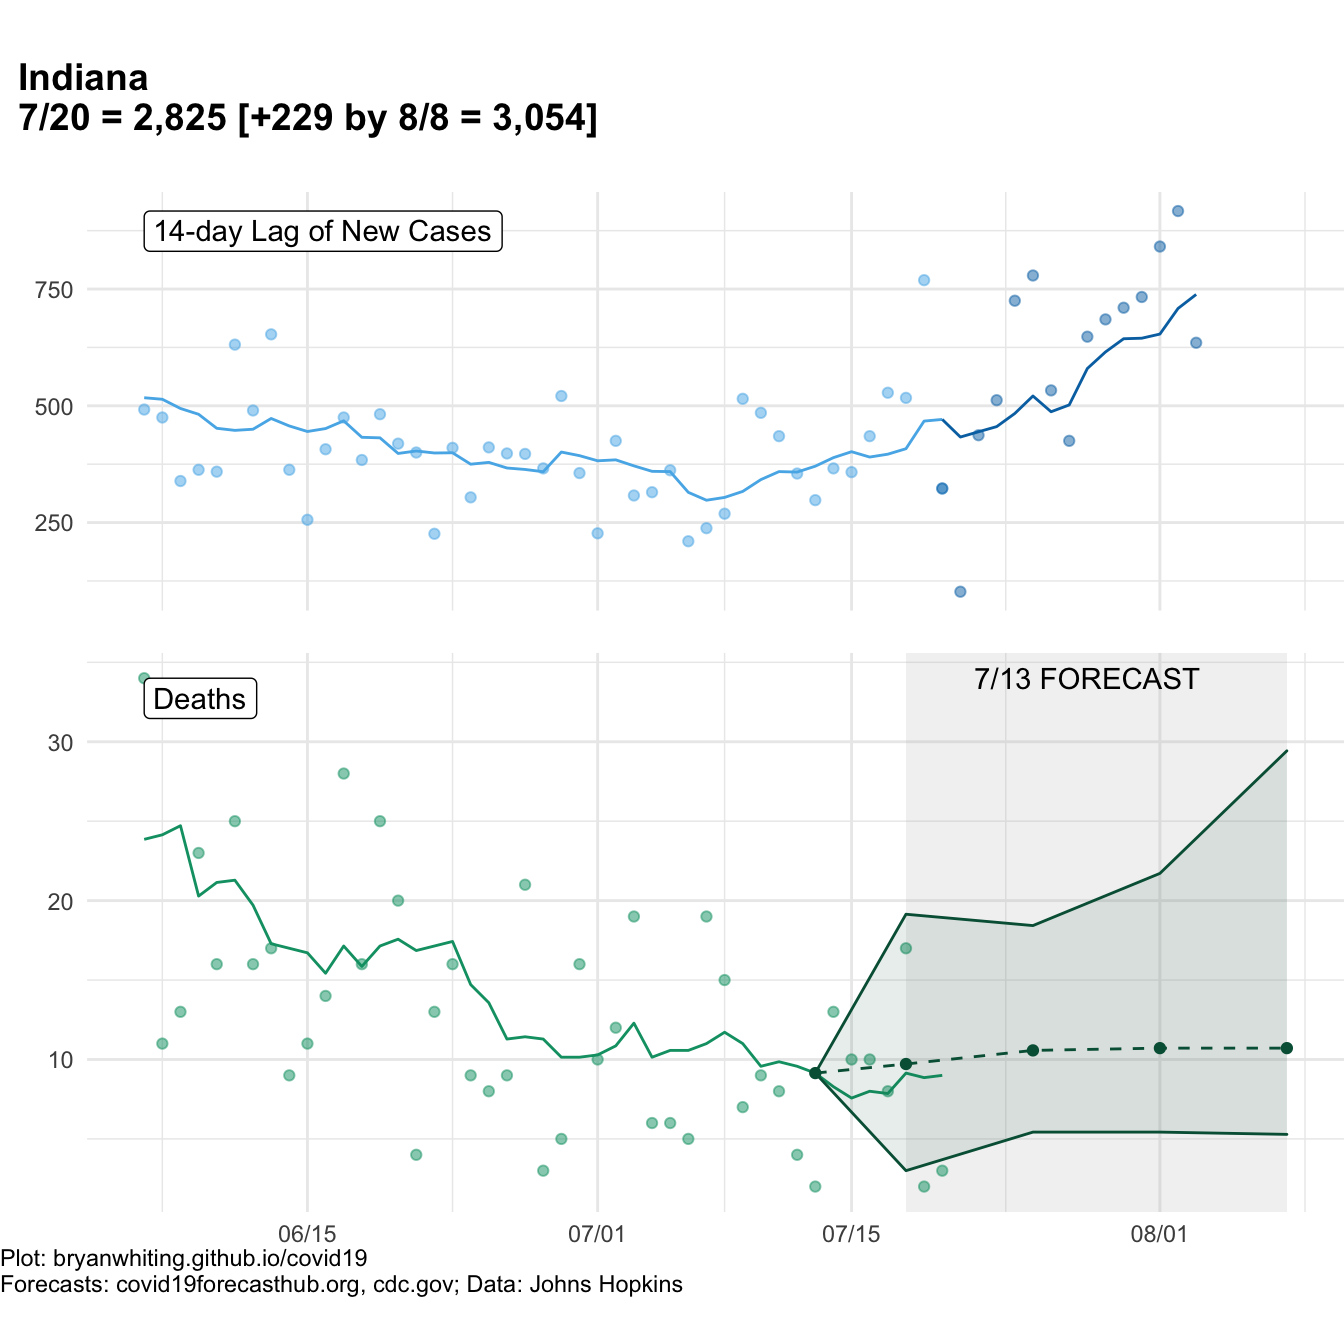 Indiana
7/20 = 2,825 [+229 by 8/8 = 3,054]
14-day Lag of New Cases
750
500
250
7/13 FORECAST
Deaths
30
20
10
06/15 07/01 07/15 08/01
Plot: bryanwhiting.github.io/covid19
Forecasts: covid19forecasthub.org, cdc.gov; Data: Johns Hopkins